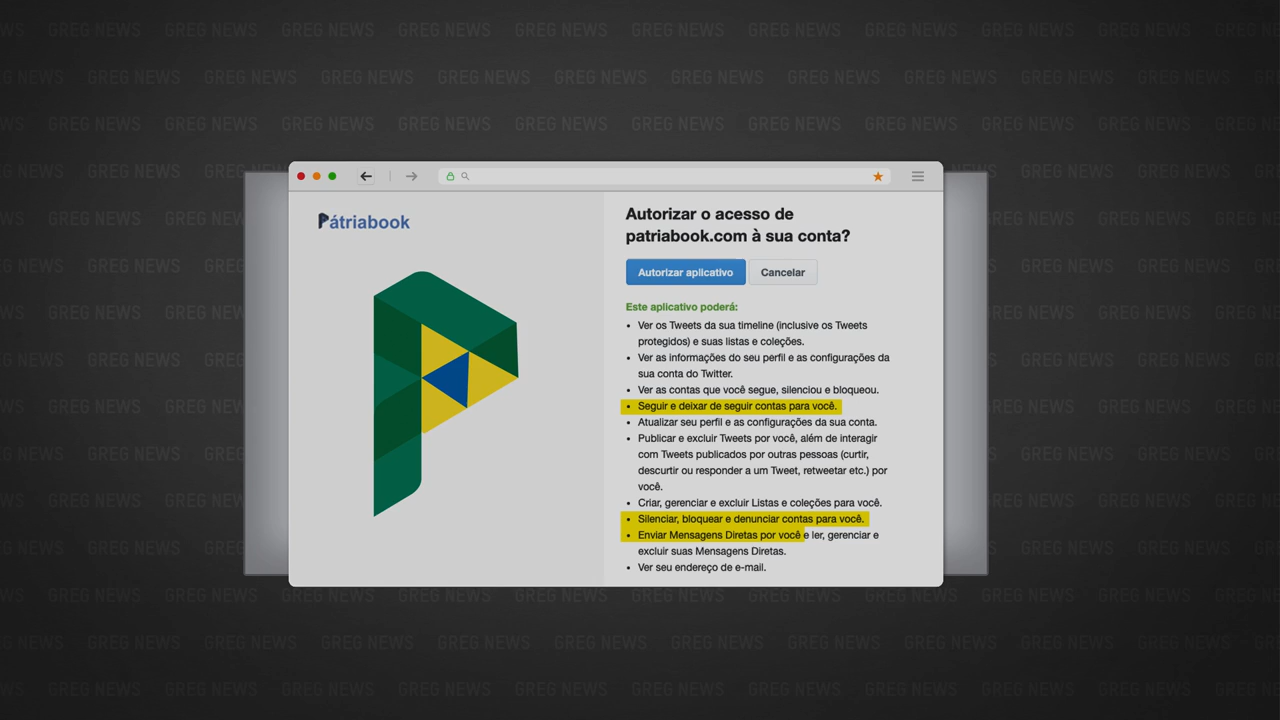 Pátriabook
Autorizar o acesso de
patriabook.com à sua conta?
Autorizar aplicativo
Cancelar
Este aplicativo poderá:
• Ver os Tweets da sua timeline (inclusive os Tweets
protegidos) e suas listas e coleções.
• Ver as informações do seu perfil e as configurações da
sua conta do Twitter.
• Ver as contas que você segue, silenciou e bloqueou.
• Seguir e deixar de seguir contas para você.
• Atualizar seu perfil e as configurações da sua conta.
• Publicar e excluir Tweets por você, além de interagir
com Tweets publicados por outras pessoas (curtir,
descurtir ou responder a um Tweet, retweetar etc.) por
você.
• Criar, gerenciar e excluir Listas e coleções para você.
• Silenciar, bloquear e denunciar contas para você.
• Enviar Mensagens Diretas por você e ler, gerenciar e
excluir suas Mensagens Diretas.
• Ver seu endereço de e-mail.
GREG NEWS